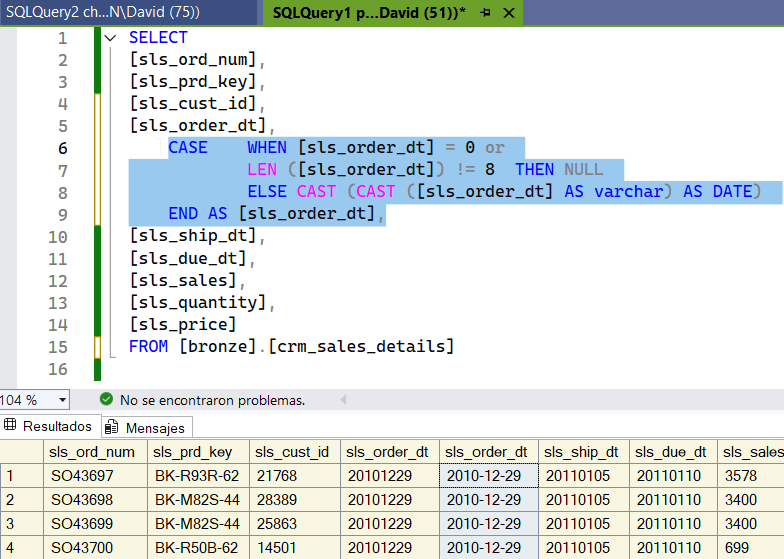 SQLQuery2 ch...N\David (75))
SQLQuery1 p...David (51))*
1 SELECT
2 [sls_ord_num],
3 [sls_prd_key],
4 [sls_cust_id],
5 [sls_order_dt],
6 CASE WHEN [sls_order_dt] = 0 or
7 LEN ([sls_order_dt]) != 8 THEN NULL
8 ELSE CAST (CAST ([sls_order_dt] AS varchar) AS DATE)
9 END AS [sls_order_dt],
10 [sls_ship_dt],
11 [sls_due_dt],
12 [sls_sales],
13 [sls_quantity],
14 [sls_price]
15 FROM [bronze].[crm_sales_details]
16
104 % No se encontraron problemas.
Resultados Mensajes
sls_ord_num sls_prd_key sls_cust_id sls_order_dt sls_order_dt sls_ship_dt sls_due_dt sls_sales
1 SO43697 BK-R93R-62 21768 20101229 2010-12-29 20110105 20110110 3578
2 SO43698 BK-M82S-44 28389 20101229 2010-12-29 20110105 20110110 3400
3 SO43699 BK-M82S-44 25863 20101229 2010-12-29 20110105 20110110 3400
4 SO43700 BK-R50B-62 14501 20101229 2010-12-29 20110105 20110110 699